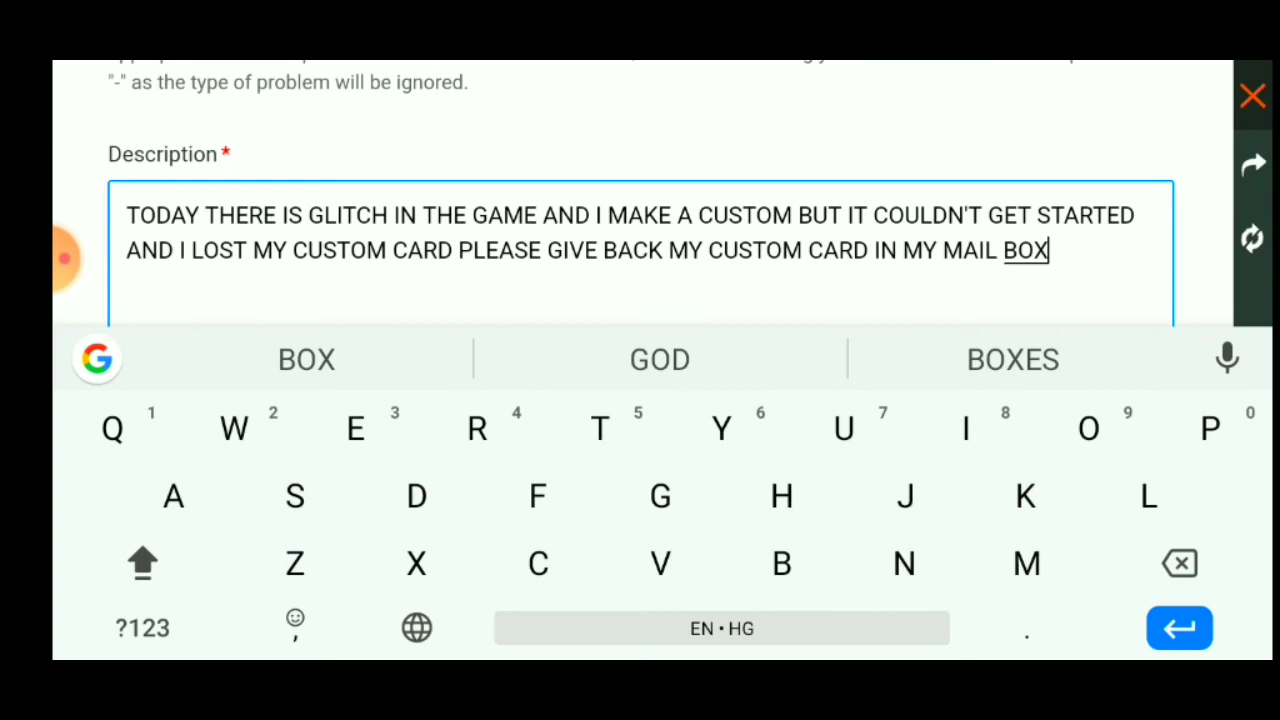 "-" as the type of problem will be ignored.
Description *
TODAY THERE IS GLITCH IN THE GAME AND I MAKE A CUSTOM BUT IT COULDN'T GET STARTED
AND I LOST MY CUSTOM CARD PLEASE GIVE BACK MY CUSTOM CARD IN MY MAIL BOX
G BOX GOD BOXES
Q 1 W 2 E 3 R 4 T 5 Y 6 U 7 I 8 O 9 P 0
A S D F G H J K L
Z X C V B N M
?123 , EN • HG .